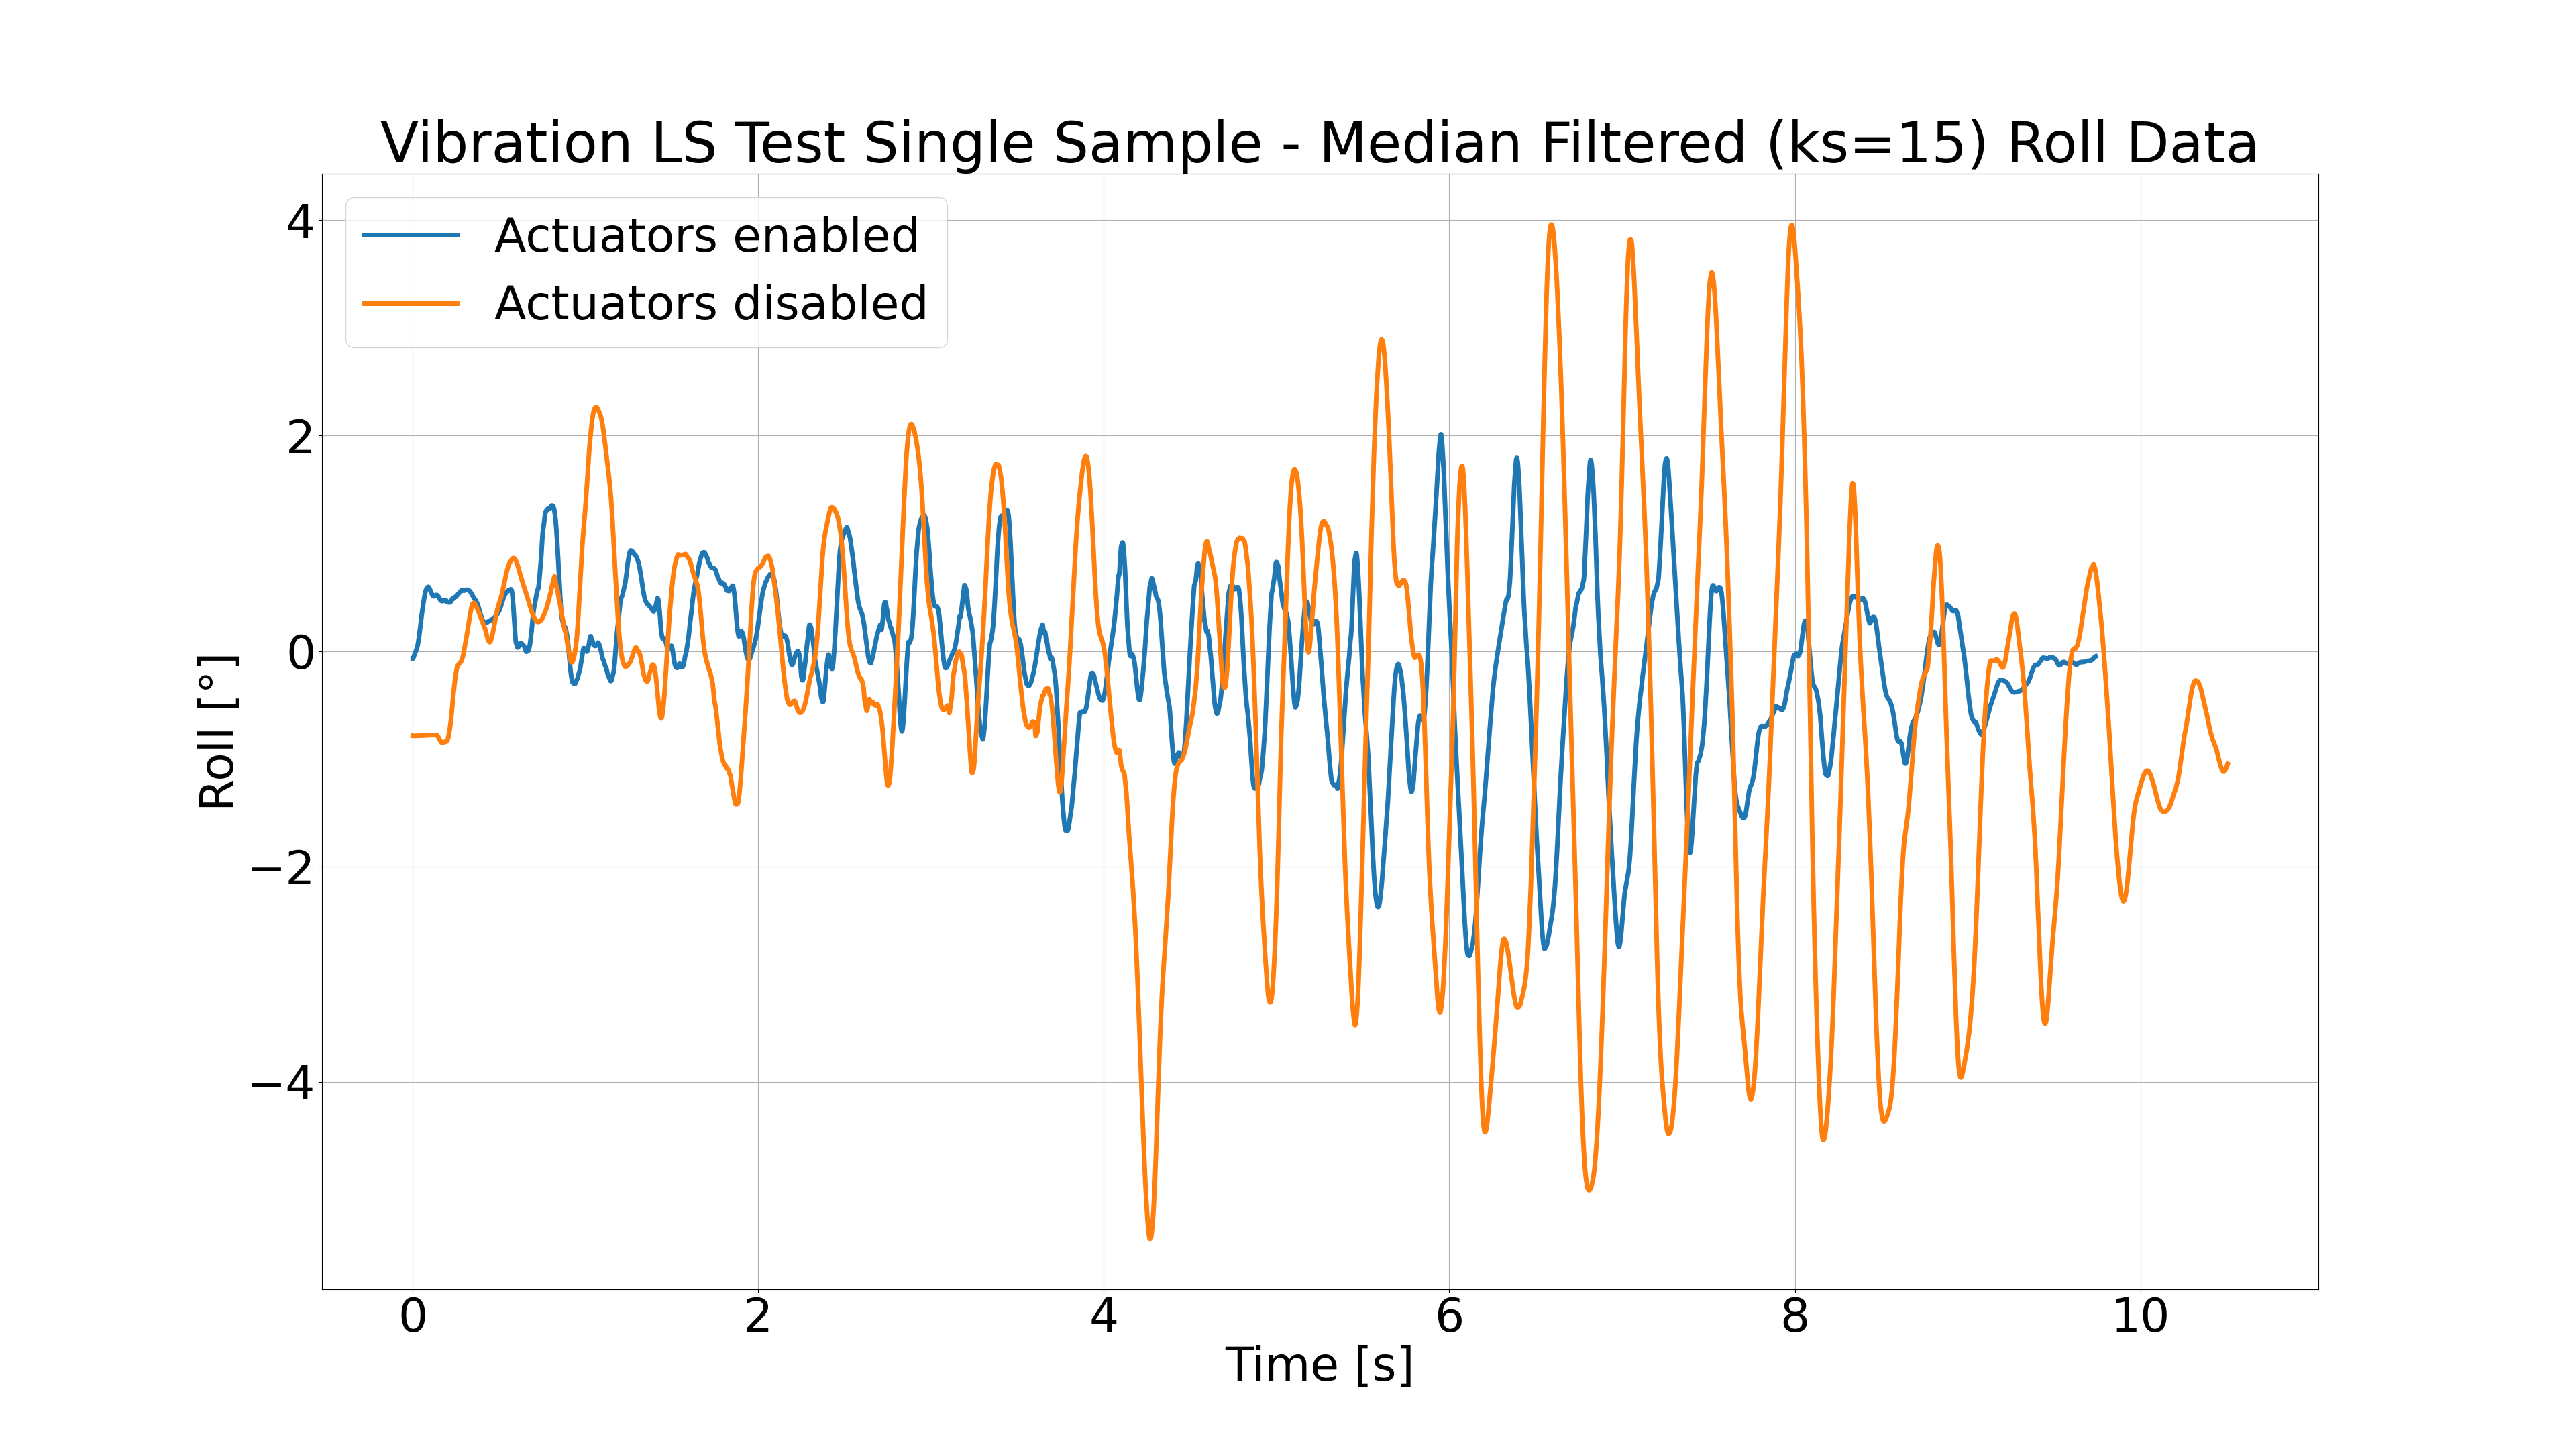 Vibration LS Test Single Sample - Median Filtered (ks=15) Roll Data
Actuators enabled
Actuators disabled
4
2
0
−2
−4
Roll [°]
0 2 4 6 8 10
Time [s]